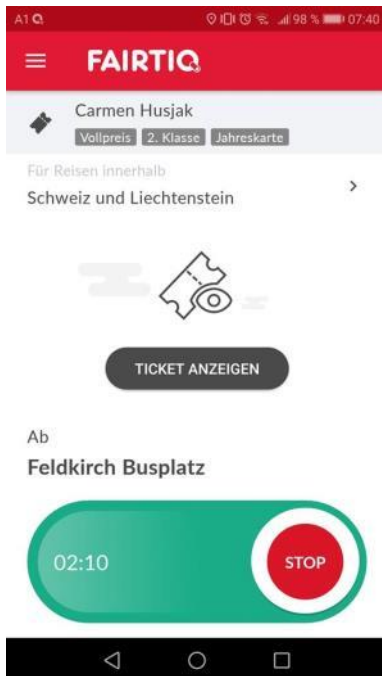 A1 98 % 07:40
FAIRTIQ
Carmen Husjak
Vollpreis 2. Klasse Jahreskarte
Für Reisen innerhalb
Schweiz und Liechtenstein
TICKET ANZEIGEN
Ab
Feldkirch Busplatz
02:10 STOP